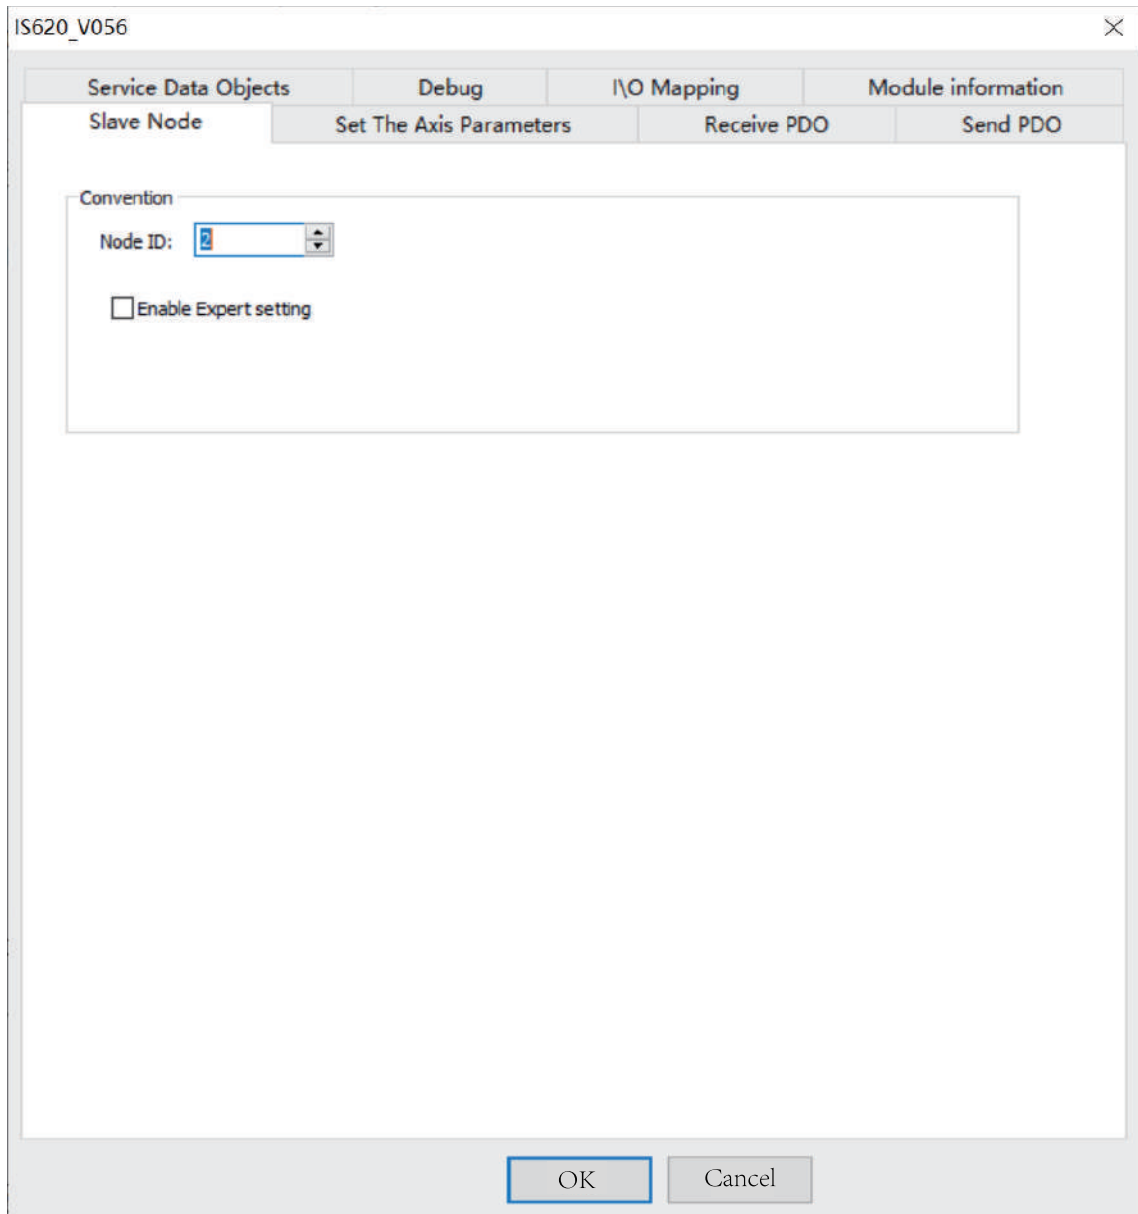 IS620_V056
Service Data Objects Debug I\O Mapping Module information
Slave Node Set The Axis Parameters Receive PDO Send PDO
Convention
Node ID: 2
Enable Expert setting
OK Cancel